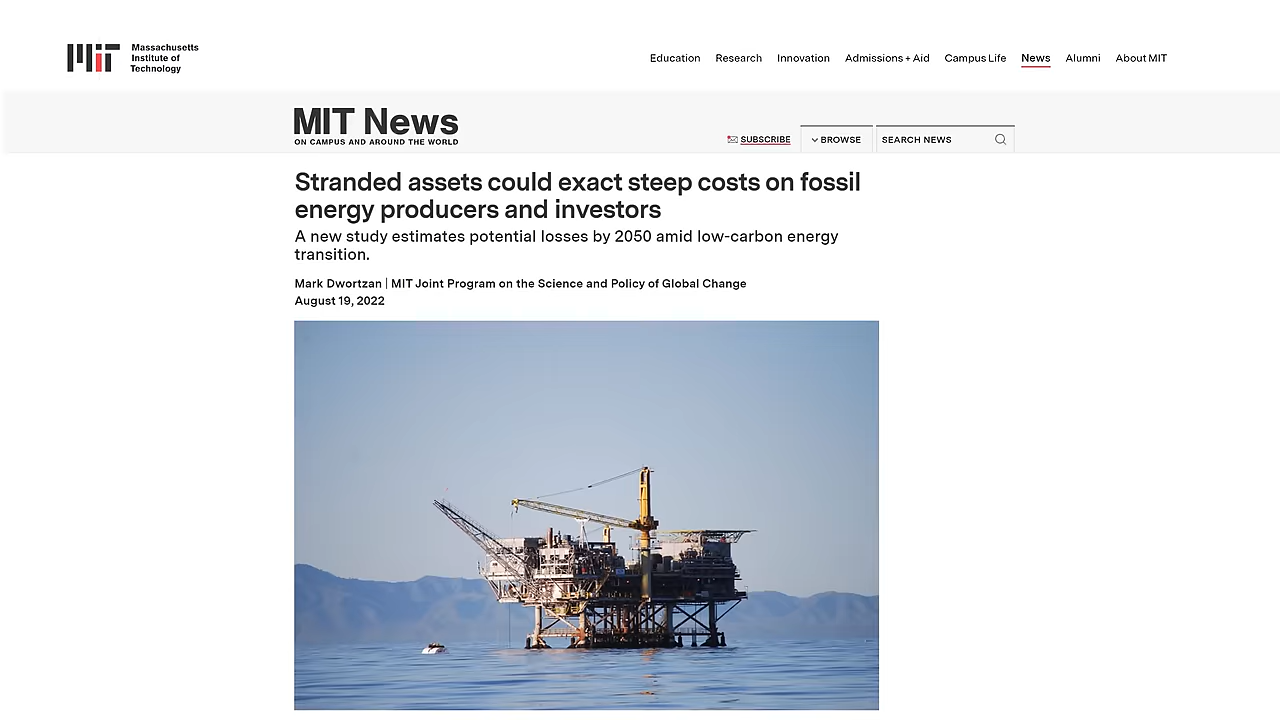 Massachusetts
Institute of
Technology
Education Research Innovation Admissions + Aid Campus Life News Alumni About MIT
MIT News
ON CAMPUS AND AROUND THE WORLD
SUBSCRIBE BROWSE SEARCH NEWS
Stranded assets could exact steep costs on fossil
energy producers and investors
A new study estimates potential losses by 2050 amid low-carbon energy
transition.
Mark Dwortzan | MIT Joint Program on the Science and Policy of Global Change
August 19, 2022